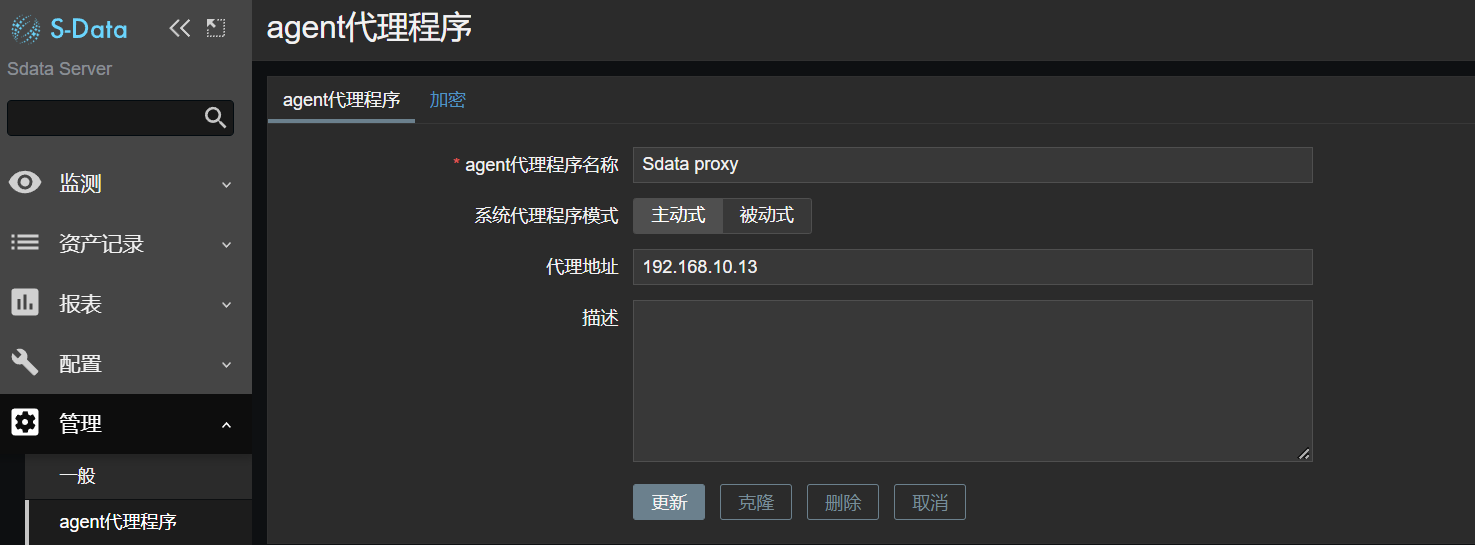 S-Data
Sdata Server
监测
资产记录
报表
配置
管理
一般
agent代理程序
agent代理程序
agent代理程序 加密
* agent代理程序名称 Sdata proxy
系统代理程序模式 主动式 被动式
代理地址 192.168.10.13
描述
更新 克隆 删除 取消